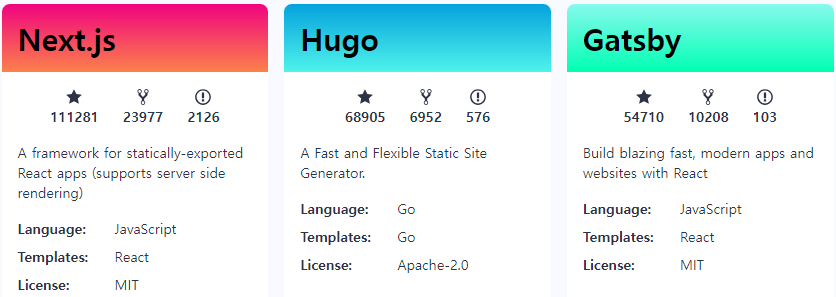 Next.js
111281 23977 2126
A framework for statically-exported
React apps (supports server side
rendering)
Language: JavaScript
Templates: React
License: MIT
Hugo
68905 6952 576
A Fast and Flexible Static Site
Generator.
Language: Go
Templates: Go
License: Apache-2.0
Gatsby
54710 10208 103
Build blazing fast, modern apps and
websites with React
Language: JavaScript
Templates: React
License: MIT